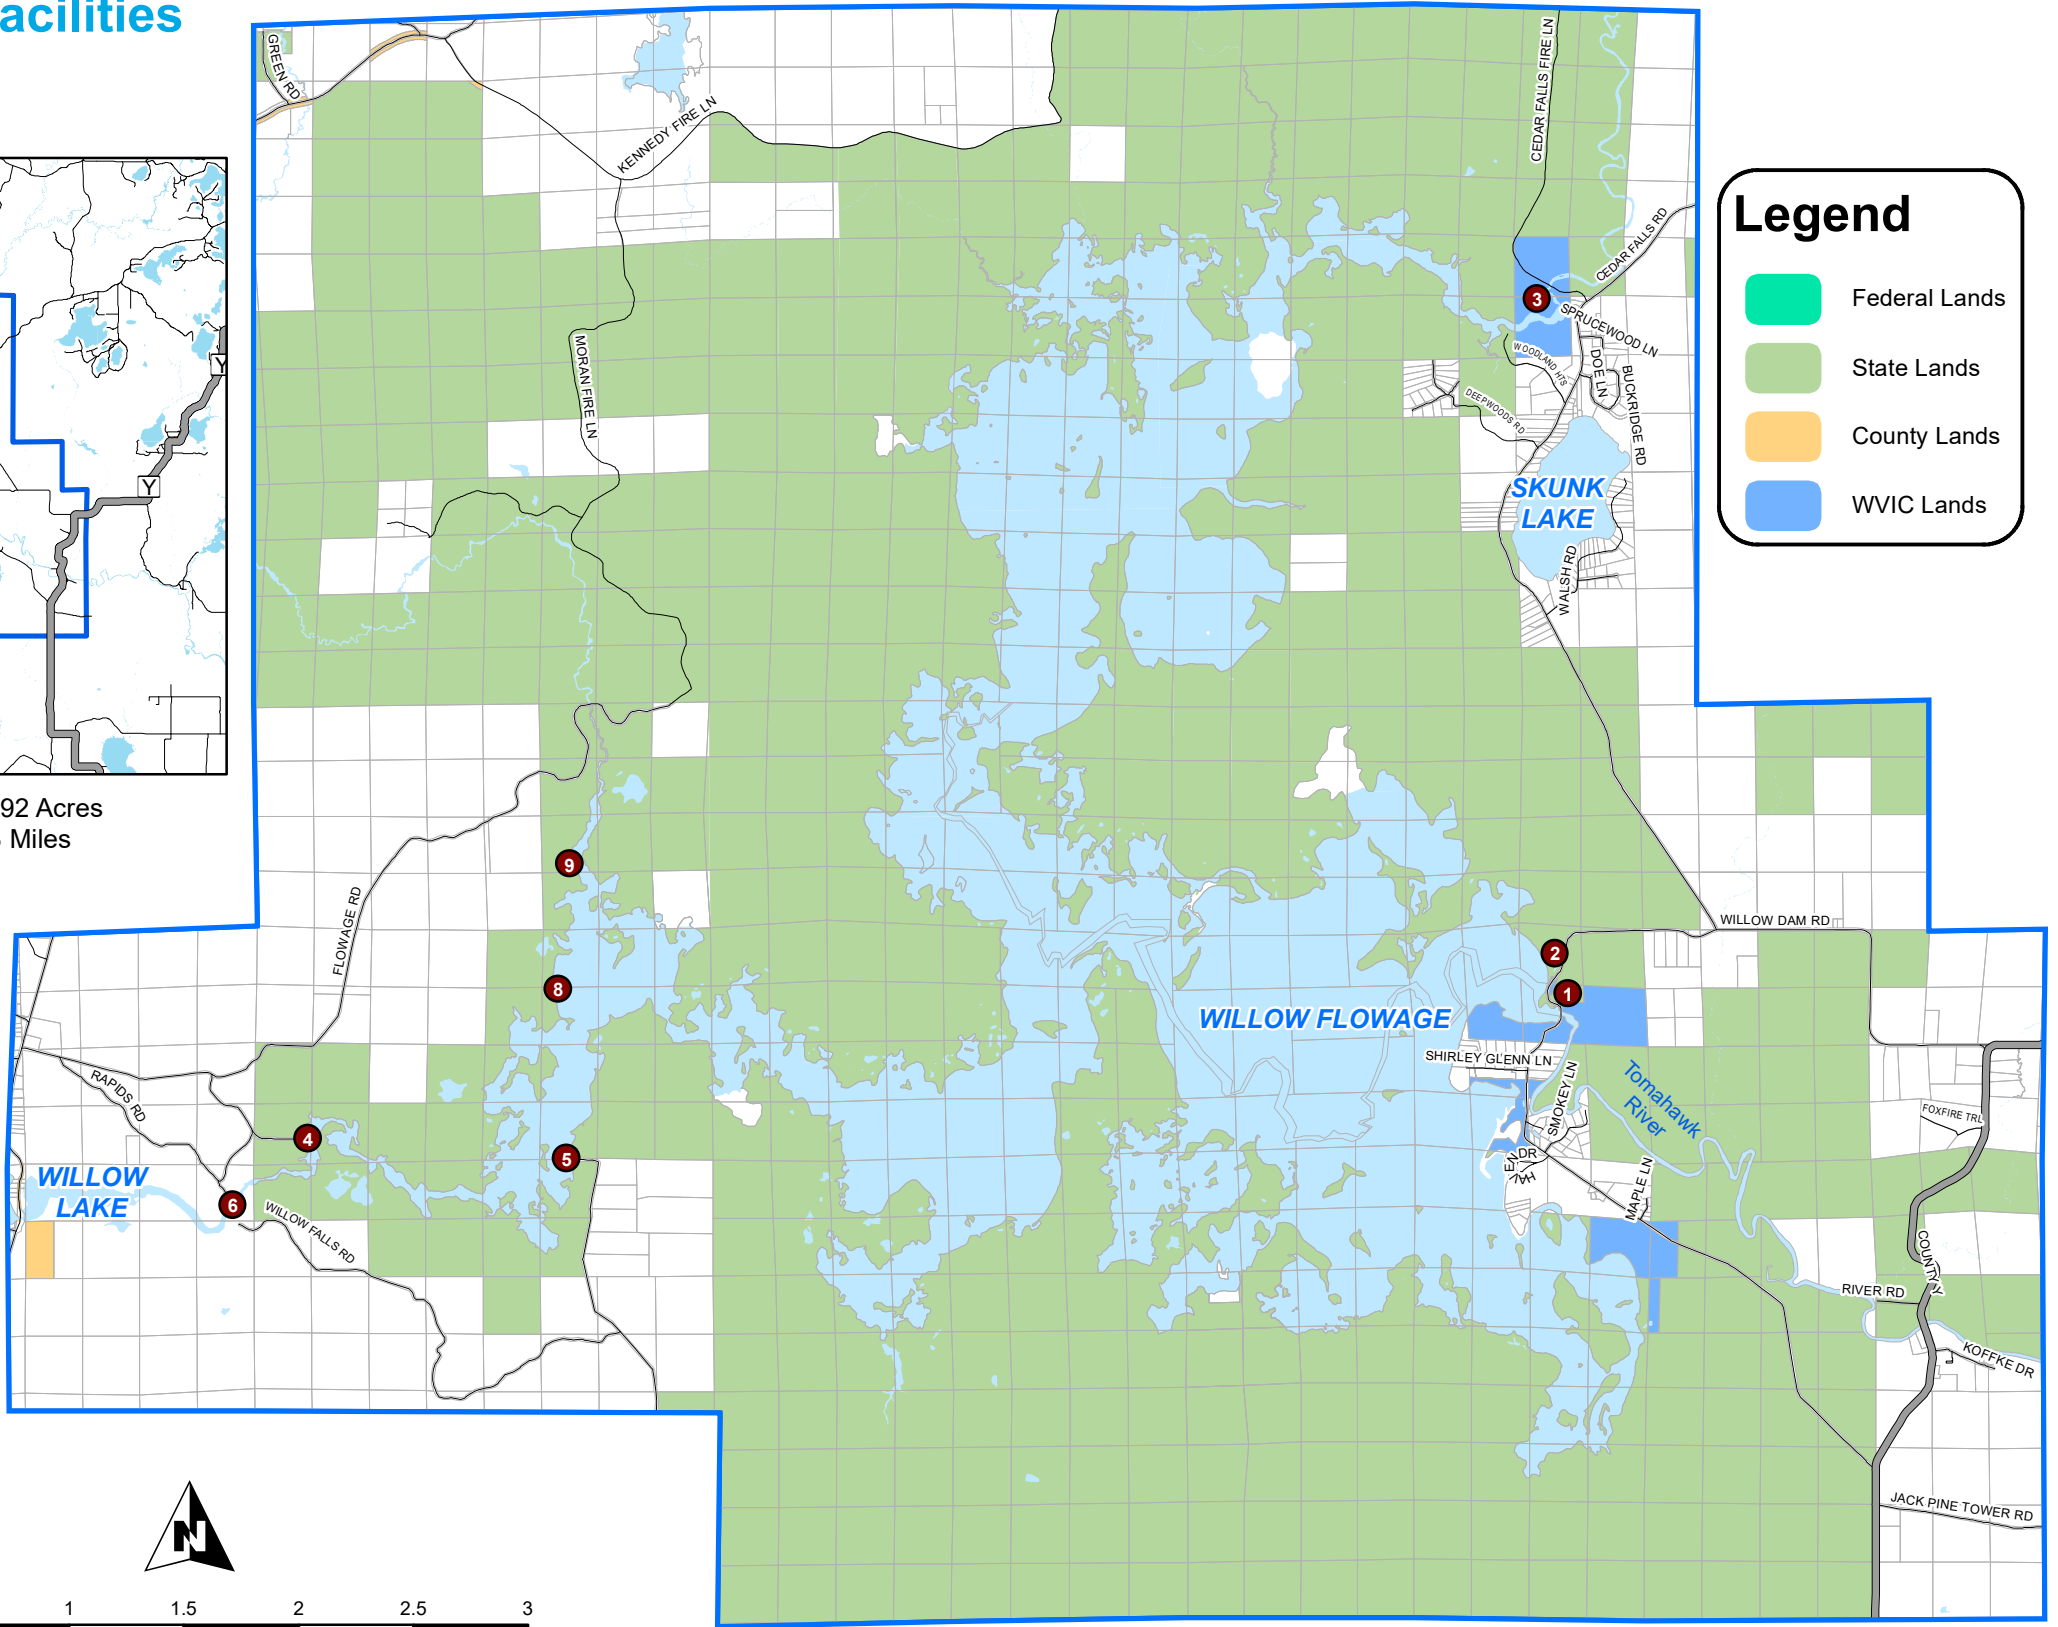 acilities
GREEN RD
KENNEDY FIRE LN
CEDAR FALLS FIRE LN
CEDAR FALLS RD
3
SPRUCEWOOD LN
WOODLAND HTS
DOE LN
BUCKRIDGE RD
DEEPWOODS RD
MORAN FIRE LN
SKUNK
LAKE
WALSH RD
Legend
Federal Lands
State Lands
County Lands
WVIC Lands
Y
Y
92 Acres
Miles
9
FLOWAGE RD
WILLOW DAM RD
2
8
1
WILLOW FLOWAGE
SHIRLEY GLENN LN
SMOKEY LN
Tomahawk
River
FOXFIRE TRL
RAPIDS RD
4
5
HAVEN DR
MAPLE LN
WILLOW
LAKE
6
WILLOW FALLS RD
COUNTY Y
RIVER RD
KOFFKE DR
JACK PINE TOWER RD
N
1 1.5 2 2.5 3